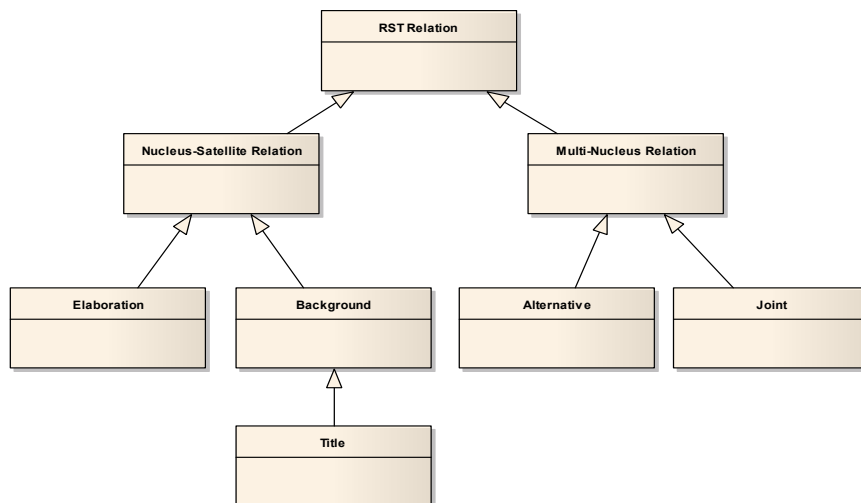 RST Relation
Nucleus-Satellite Relation
Multi-Nucleus Relation
Elaboration
Background
Alternative
Joint
Title